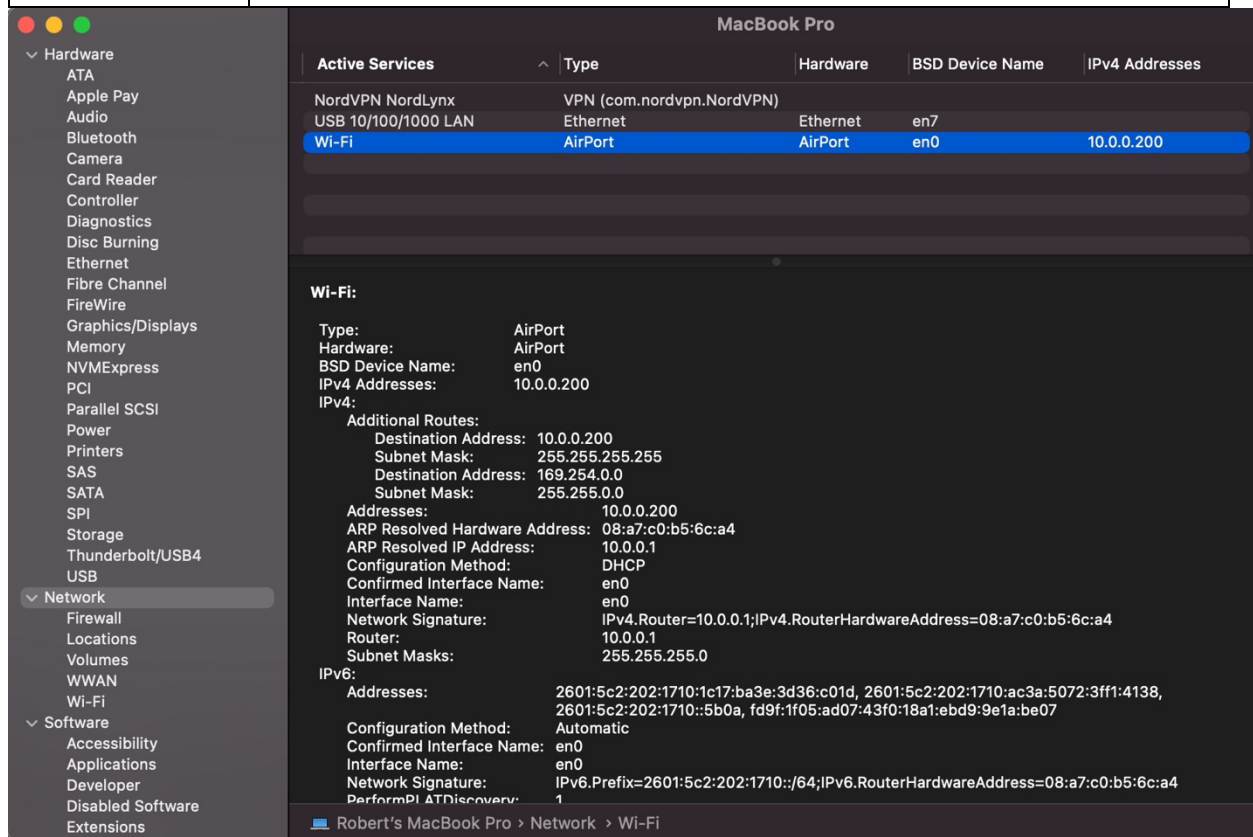 MacBook Pro
Hardware
ATA
Apple Pay
Audio
Bluetooth
Camera
Card Reader
Controller
Diagnostics
Disc Burning
Ethernet
Fibre Channel
FireWire
Graphics/Displays
Memory
NVMExpress
PCI
Parallel SCSI
Power
Printers
SAS
SATA
SPI
Storage
Thunderbolt/USB4
USB
Network
Firewall
Locations
Volumes
WWAN
Wi-Fi
Software
Accessibility
Applications
Developer
Disabled Software
Extensions
Active Services Type Hardware BSD Device Name IPv4 Addresses
NordVPN NordLynx VPN (com.nordvpn.NordVPN)
USB 10/100/1000 LAN Ethernet Ethernet en7
Wi-Fi AirPort AirPort en0 10.0.0.200
Wi-Fi:
Type: AirPort
Hardware: AirPort
BSD Device Name: en0
IPv4 Addresses: 10.0.0.200
IPv4:
Additional Routes:
Destination Address: 10.0.0.200
Subnet Mask: 255.255.255.255
Destination Address: 169.254.0.0
Subnet Mask: 255.255.0.0
Addresses: 10.0.0.200
ARP Resolved Hardware Address: 08:a7:c0:b5:6c:a4
ARP Resolved IP Address: 10.0.0.1
Configuration Method: DHCP
Confirmed Interface Name: en0
Interface Name: en0
Network Signature: IPv4.Router=10.0.0.1;IPv4.RouterHardwareAddress=08:a7:c0:b5:6c:a4
Router: 10.0.0.1
Subnet Masks: 255.255.255.0
IPv6:
Addresses: 2601:5c2:202:1710:1c17:ba3e:3d36:c01d, 2601:5c2:202:1710:ac3a:5072:3ff1:4138,
2601:5c2:202:1710::5b0a, fd9f:1f05:ad07:43f0:18a1:ebd9:9e1a:be07
Configuration Method: Automatic
Confirmed Interface Name: en0
Interface Name: en0
Network Signature: IPv6.Prefix=2601:5c2:202:1710::/64;IPv6.RouterHardwareAddress=08:a7:c0:b5:6c:a4
PerformPLATDiscovery: 1
Robert's MacBook Pro › Network › Wi-Fi